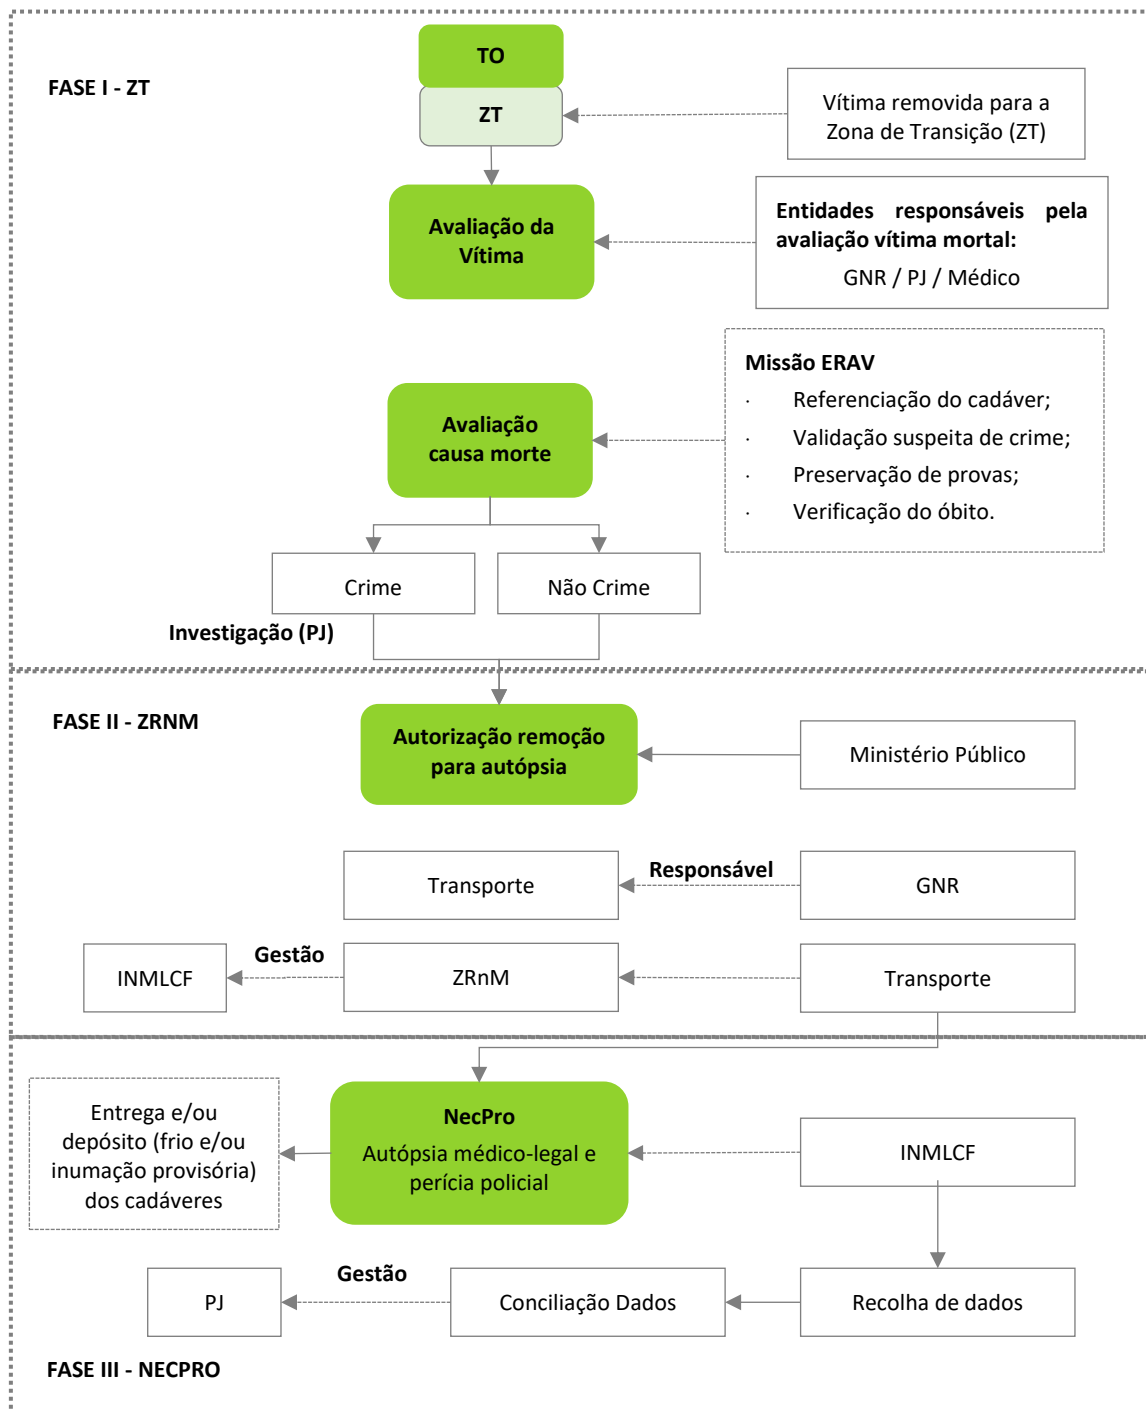 FASE I - ZT
TO
ZT
Vítima removida para a
Zona de Transição (ZT)
Avaliação da
Vítima
Entidades responsáveis pela
avaliação vítima mortal:
GNR / PJ / Médico
Avaliação
causa morte
Missão ERAV
· Referenciação do cadáver;
· Validação suspeita de crime;
· Preservação de provas;
· Verificação do óbito.
Crime
Não Crime
Investigação (PJ)
FASE II - ZRNM
Autorização remoção
para autópsia
Ministério Público
Transporte
Responsável
GNR
INMLCF
Gestão
ZRnM
Transporte
Entrega e/ou
depósito (frio e/ou
inumação provisória)
dos cadáveres
NecPro
Autópsia médico-legal e
perícia policial
INMLCF
PJ
Gestão
Conciliação Dados
Recolha de dados
FASE III - NECPRO